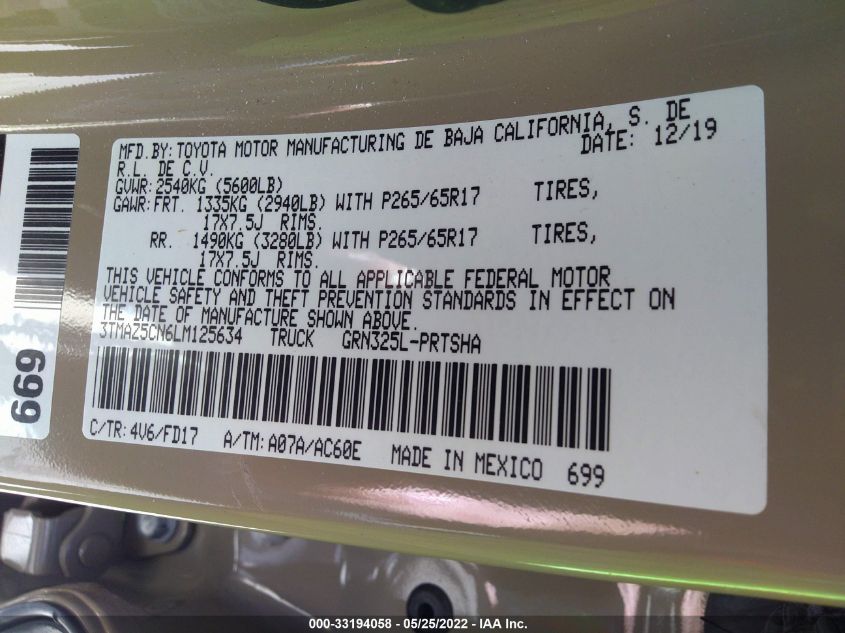 MFD.BY:TOYOTA MOTOR MANUFACTURING DE BAJA CALIFORNIA, S. DE
R.L. DE C.V. DATE: 12/19
GVWR:2540KG (5600LB)
GAWR:FRT. 1335KG (2940LB) WITH P265/65R17 TIRES,
17X7.5J RIMS.
RR. 1490KG (3280LB) WITH P265/65R17 TIRES,
17X7.5J RIMS.
THIS VEHICLE CONFORMS TO ALL APPLICABLE FEDERAL MOTOR
VEHICLE SAFETY AND THEFT PREVENTION STANDARDS IN EFFECT ON
THE DATE OF MANUFACTURE SHOWN ABOVE.
3TMAZ5CN6LM125634 TRUCK GRN325L-PRTSHA
C/TR: 4V6/FD17 A/TM: A07A/AC60E MADE IN MEXICO 699
699
000-33194058 - 05/25/2022 - IAA Inc.